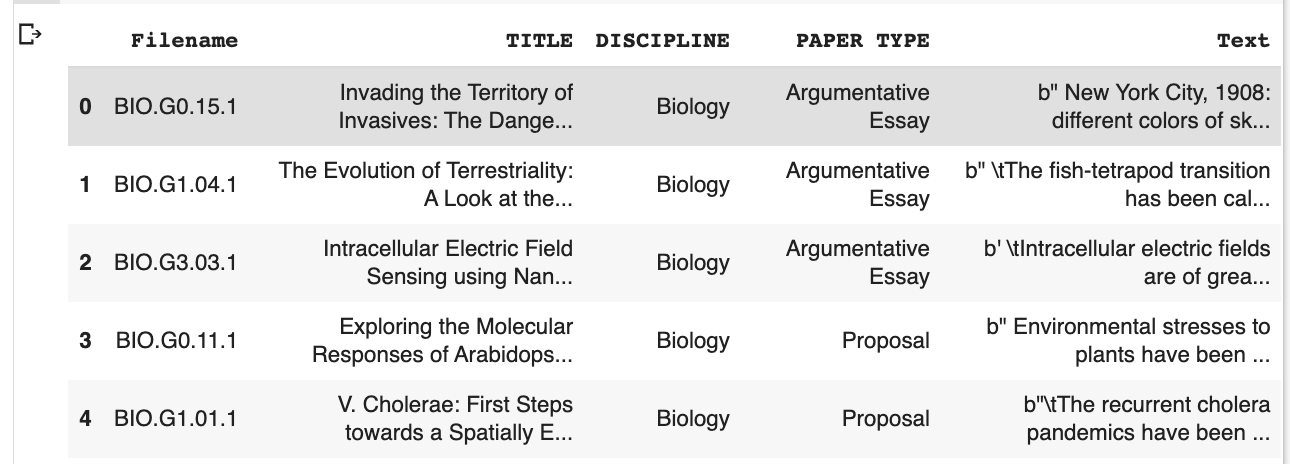 Filename TITLE DISCIPLINE PAPER TYPE Text
0 BIO.G0.15.1 Invading the Territory of Invasives: The Dange... Biology Argumentative Essay b" New York City, 1908: different colors of sk...
1 BIO.G1.04.1 The Evolution of Terrestriality: A Look at the... Biology Argumentative Essay b" \tThe fish-tetrapod transition has been cal...
2 BIO.G3.03.1 Intracellular Electric Field Sensing using Nan... Biology Argumentative Essay b' \tIntracellular electric fields are of grea...
3 BIO.G0.11.1 Exploring the Molecular Responses of Arabidops... Biology Proposal b" Environmental stresses to plants have been ...
4 BIO.G1.01.1 V. Cholerae: First Steps towards a Spatially E... Biology Proposal b"\tThe recurrent cholera pandemics have been ...